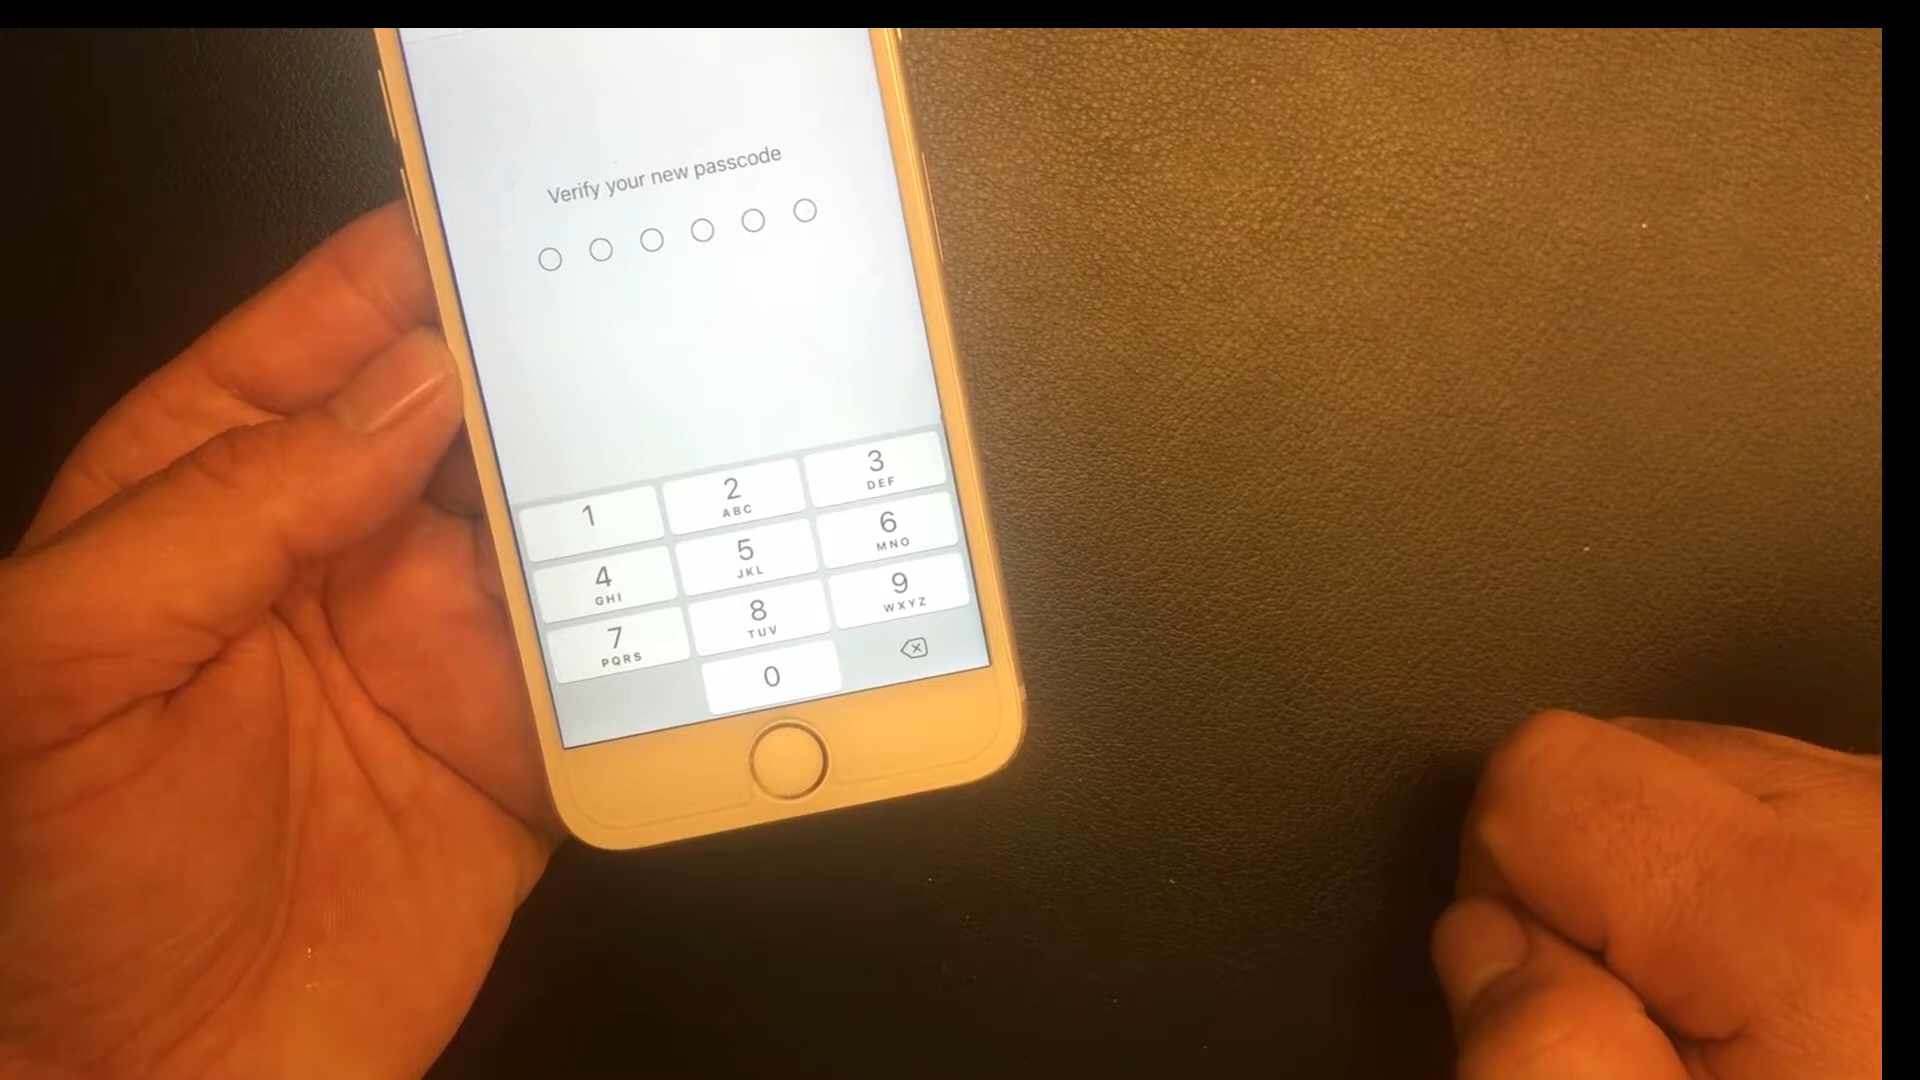 Verify your new passcode
1
2
ABC
3
DEF
4
GHI
5
JKL
6
MNO
7
PQRS
8
TUV
9
WXYZ
0